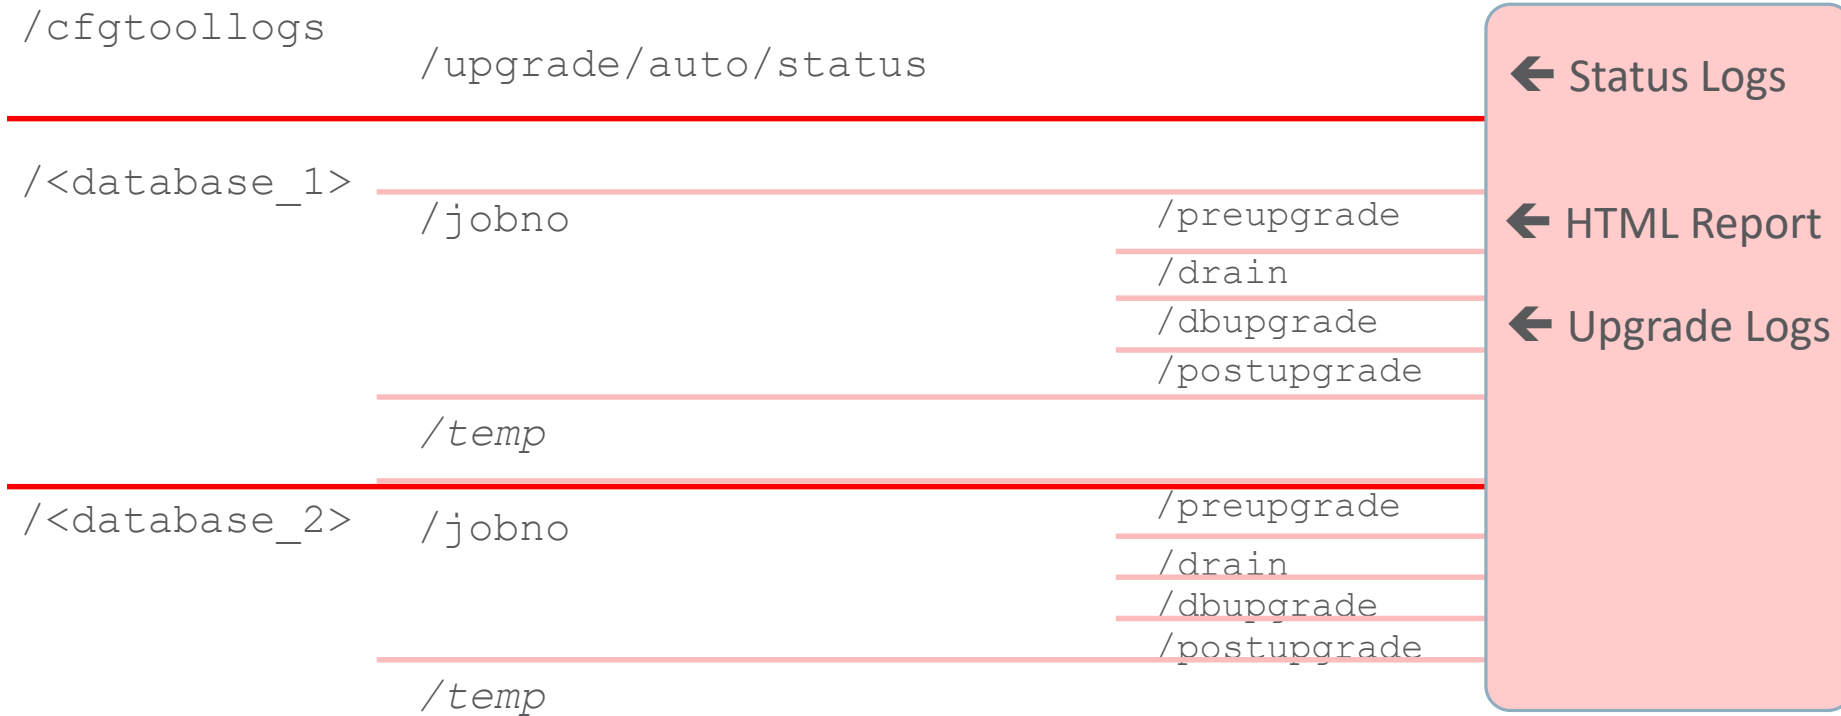 /cfgtoollogs
/upgrade/auto/status
🡸 Status Logs
/<database_1>
/jobno
/preupgrade
🡸 HTML Report
/drain
/dbupgrade
🡸 Upgrade Logs
/postupgrade
/temp
/<database_2>
/jobno
/preupgrade
/drain
/dbupgrade
/postupgrade
/temp